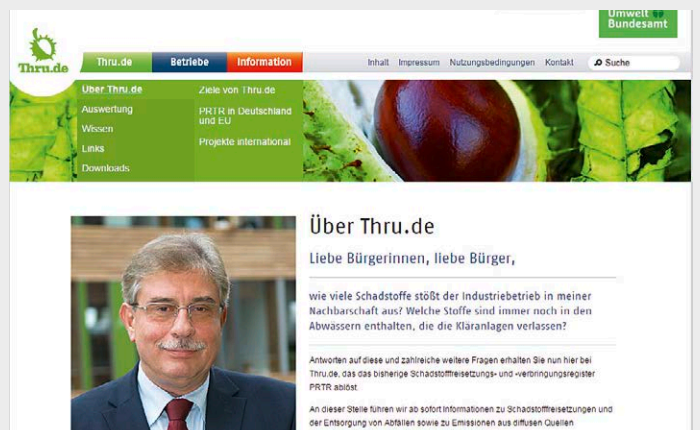 Umwelt
Bundesamt
Thru.de
Thru.de Betriebe Information
Inhalt Impressum Nutzungsbedingungen Kontakt Suche
Über Thru.de
Auswertung
Wissen
Links
Downloads
Ziele von Thru.de
PRTR in Deutschland
und EU
Projekte international
Über Thru.de
Liebe Bürgerinnen, liebe Bürger,
wie viele Schadstoffe stößt der Industriebetrieb in meiner
Nachbarschaft aus? Welche Stoffe sind immer noch in den
Abwässern enthalten, die die Kläranlagen verlassen?
Antworten auf diese und zahlreiche weitere Fragen erhalten Sie nun hier bei
Thru.de, das das bisherige Schadstofffreisetzungs- und -verbringungsregister
PRTR ablöst.
An dieser Stelle führen wir ab sofort Informationen zu Schadstofffreisetzungen und
der Entsorgung von Abfällen sowie zu Emissionen aus diffusen Quellen